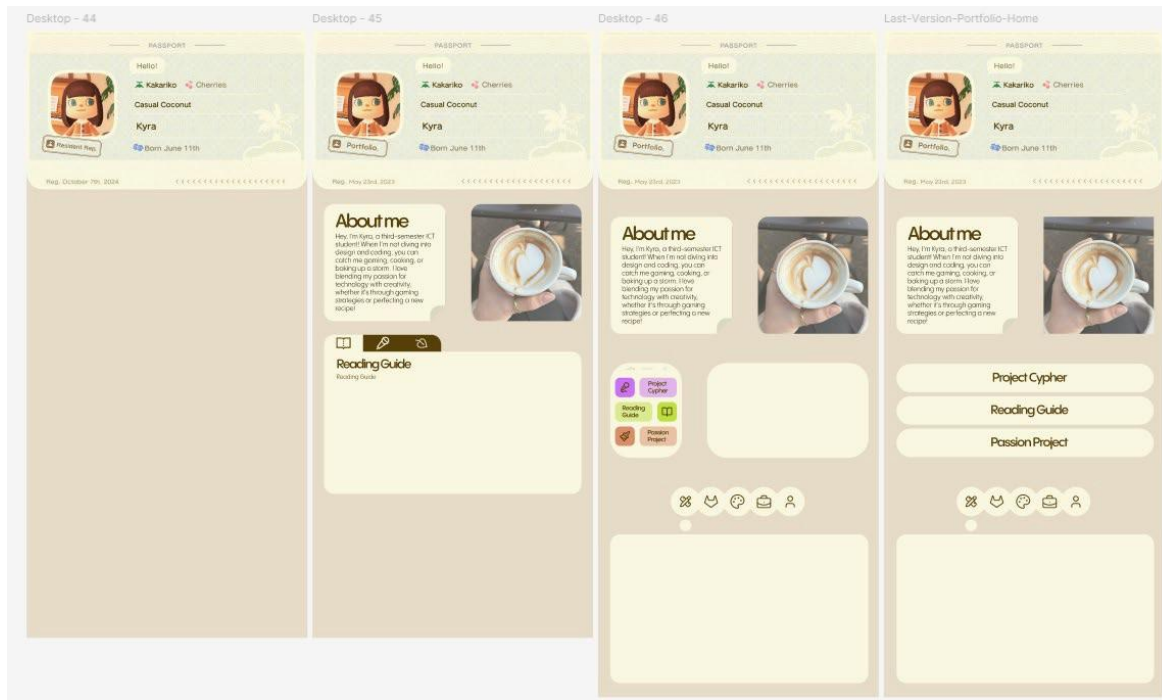 Desktop - 44
PASSPORT
Hello!
Kakariko Cherries
Casual Coconut
Kyra
Resident Rep.
Born June 11th
Reg. October 7th, 2024
Desktop - 45
PASSPORT
Hello!
Kakariko Cherries
Casual Coconut
Kyra
Portfolio.
Born June 11th
Reg. May 23rd, 2023
About me
Hey, I'm Kyra, a third-semester ICT
student! When I'm not diving into
design and coding, you can
catch me gaming, cooking, or
baking up a storm. I love
blending my passion for
technology with creativity,
whether it's through gaming
strategies or perfecting a new
recipe!
Reading Guide
Reading Guide
Desktop - 46
PASSPORT
Hello!
Kakariko Cherries
Casual Coconut
Kyra
Portfolio.
Born June 11th
Reg. May 23rd, 2023
About me
Hey, I'm Kyra, a third-semester ICT
student! When I'm not diving into
design and coding, you can
catch me gaming, cooking, or
baking up a storm. I love
blending my passion for
technology with creativity,
whether it's through gaming
strategies or perfecting a new
recipe!
Project
Cypher
Reading
Guide
Passion
Project
Last-Version-Portfolio-Home
PASSPORT
Hello!
Kakariko Cherries
Casual Coconut
Kyra
Portfolio.
Born June 11th
Reg. May 23rd, 2023
About me
Hey, I'm Kyra, a third-semester ICT
student! When I'm not diving into
design and coding, you can
catch me gaming, cooking, or
baking up a storm. I love
blending my passion for
technology with creativity,
whether it's through gaming
strategies or perfecting a new
recipe!
Project Cypher
Reading Guide
Passion Project